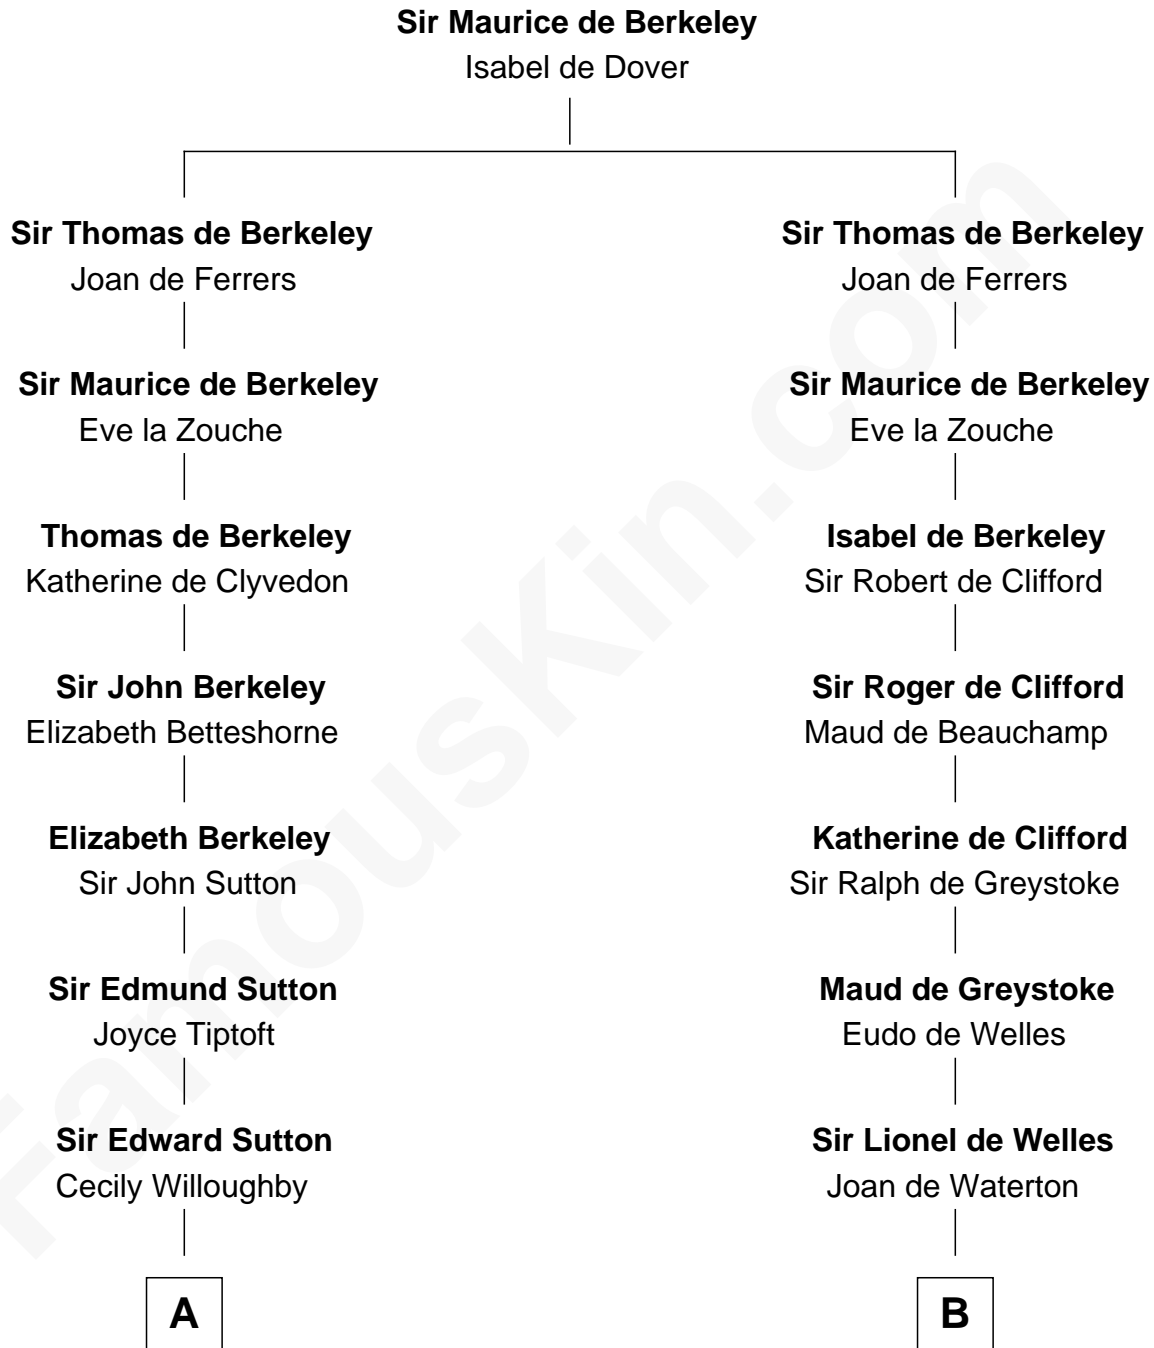 Sir Maurice de Berkeley
Isabel de Dover
Sir Thomas de Berkeley
Joan de Ferrers
Sir Maurice de Berkeley
Eve la Zouche
Thomas de Berkeley
Katherine de Clyvedon
Sir John Berkeley
Elizabeth Betteshorne
Elizabeth Berkeley
Sir John Sutton
Sir Edmund Sutton
Joyce Tiptoft
Sir Edward Sutton
Cecily Willoughby
A
Sir Thomas de Berkeley
Joan de Ferrers
Sir Maurice de Berkeley
Eve la Zouche
Isabel de Berkeley
Sir Robert de Clifford
Sir Roger de Clifford
Maud de Beauchamp
Katherine de Clifford
Sir Ralph de Greystoke
Maud de Greystoke
Eudo de Welles
Sir Lionel de Welles
Joan de Waterton
B
FamousKin.com